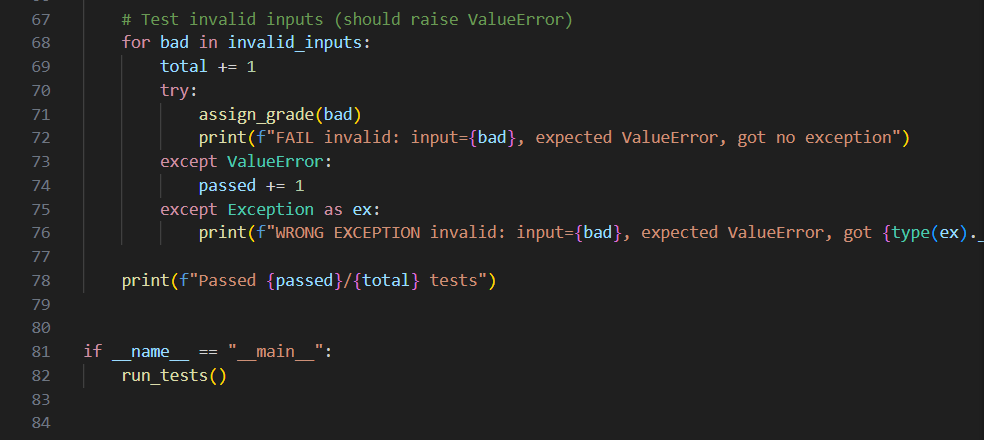 67 # Test invalid inputs (should raise ValueError)
68 for bad in invalid_inputs:
69 total += 1
70 try:
71 assign_grade(bad)
72 print(f"FAIL invalid: input={bad}, expected ValueError, got no exception")
73 except ValueError:
74 passed += 1
75 except Exception as ex:
76 print(f"WRONG EXCEPTION invalid: input={bad}, expected ValueError, got {type(ex)._
77
78 print(f"Passed {passed}/{total} tests")
79
80
81 if __name__ == "__main__":
82 run_tests()
83
84